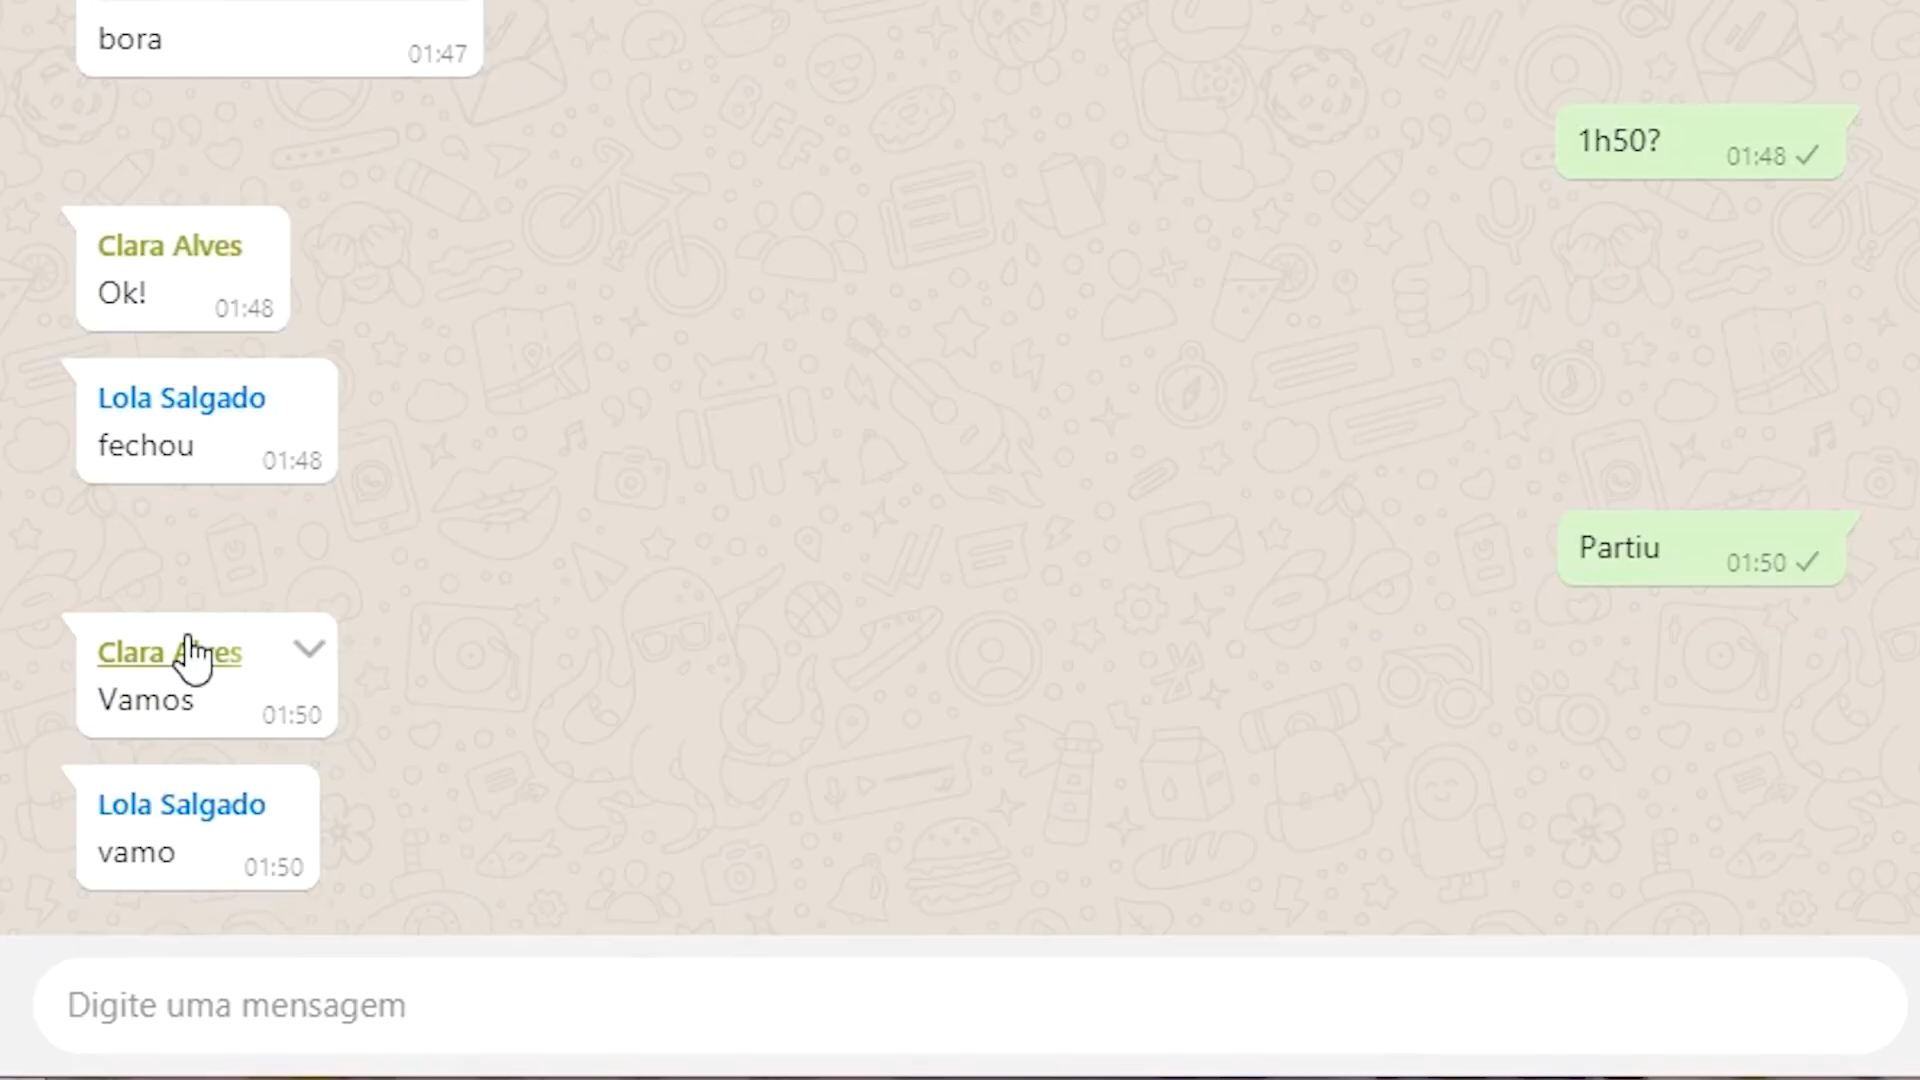 bora
01:47
1h50?
01:48
Clara Alves
Ok!
01:48
Lola Salgado
fechou
01:48
Partiu
01:50
Clara Alves
Vamos
01:50
Lola Salgado
vamo
01:50
Digite uma mensagem